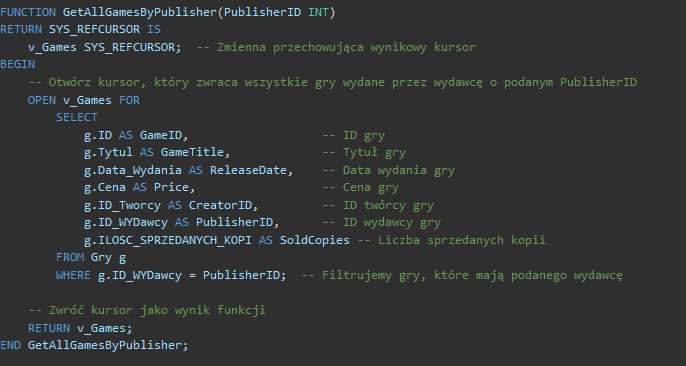 FUNCTION GetAllGamesByPublisher(PublisherID INT)
RETURN SYS_REFCURSOR IS
    v_Games SYS_REFCURSOR;  -- Zmienna przechowująca wynikowy kursor
BEGIN
    -- Otwórz kursor, który zwraca wszystkie gry wydane przez wydawcę o podanym PublisherID
    OPEN v_Games FOR
        SELECT
            g.ID AS GameID,                   -- ID gry
            g.Tytul AS GameTitle,             -- Tytuł gry
            g.Data_Wydania AS ReleaseDate,    -- Data wydania gry
            g.Cena AS Price,                  -- Cena gry
            g.ID_Tworcy AS CreatorID,         -- ID twórcy gry
            g.ID_WYDawcy AS PublisherID,      -- ID wydawcy gry
            g.ILOSC_SPRZEDANYCH_KOPI AS SoldCopies -- Liczba sprzedanych kopii
        FROM Gry g
        WHERE g.ID_WYDawcy = PublisherID;  -- Filtrujemy gry, które mają podanego wydawcę
    -- Zwróć kursor jako wynik funkcji
    RETURN v_Games;
END GetAllGamesByPublisher;